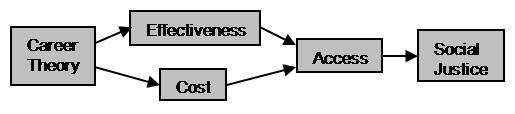 Career
Theory
Effectiveness
Cost
Access
Social
Justice